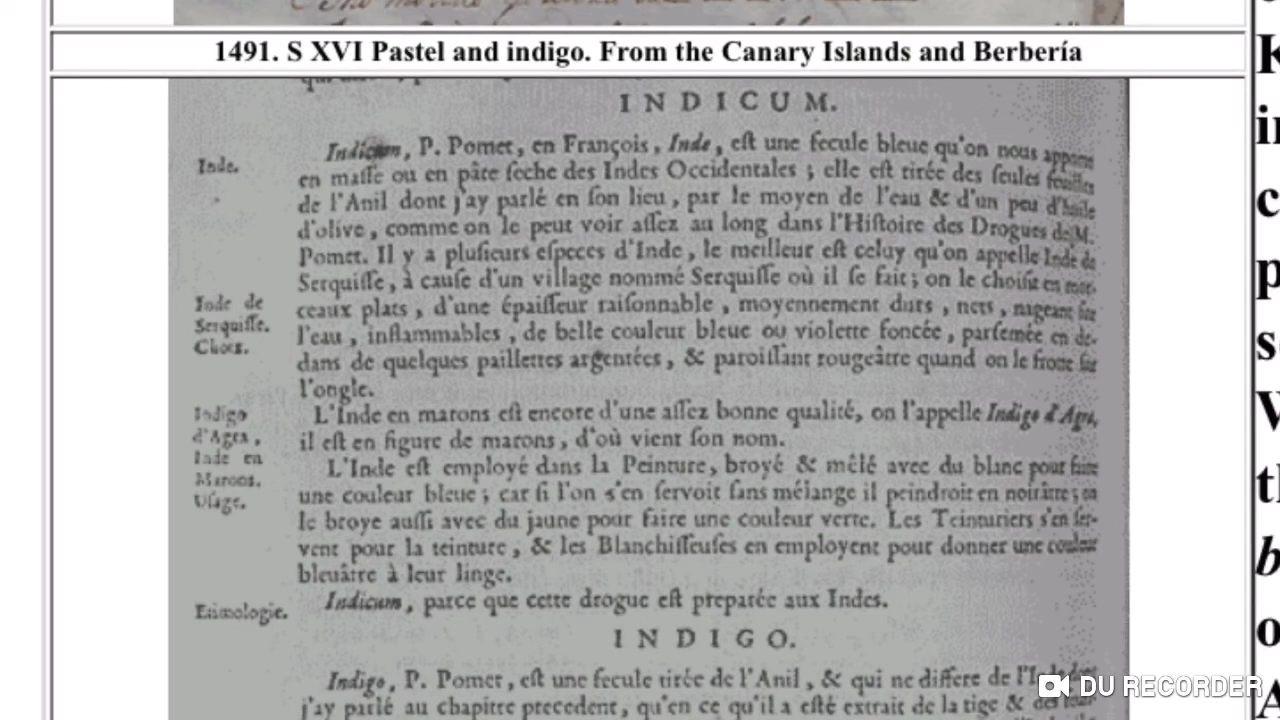 1491. S XVI Pastel and indigo. From the Canary Islands and Berbería
INDICUM.
Inde.
Indicum, P. Pomet, en François, Inde, eſt une fecule bleue qu'on nous apporte
en maſſe ou en pâte ſeche des Indes Occidentales ; elle eſt tirée des ſeules feuilles
de l'Anil dont j'ay parlé en ſon lieu, par le moyen de l'eau & d'un peu d'huile
d'olive, comme on le peut voir aſſez au long dans l'Hiſtoire des Drogues de M.
Pomet. Il y a pluſieurs eſpeces d'Inde, le meilleur eſt celuy qu'on appelle Inde de
Serquiſſe, à cauſe d'un village nommé Serquiſſe où il ſe fait ; on le choiſit en mor-
Inde de
Serquiſſe.
Choix.
ceaux plats, d'une épaiſſeur raiſonnable, moyennement durs, nets, nageant ſur
l'eau, inflammables, de belle couleur bleue ou violette foncée, parſemée en de-
dans de quelques paillettes argentées, & paroiſſant rougeâtre quand on le frotte ſur
l'ongle.
Indigo
d'Agra,
Inde en
Marons.
Uſage.
L'Inde en marons eſt encore d'une aſſez bonne qualité, on l'appelle Indigo d'Agra,
il eſt en figure de marons, d'où vient ſon nom.
L'Inde eſt employé dans la Peinture, broyé & mêlé avec du blanc pour faire
une couleur bleue ; car ſi l'on s'en ſervoit ſans mélange il peindroit en noirâtre ; on
le broye auſſi avec du jaune pour faire une couleur verte. Les Teinturiers s'en ſer-
vent pour la teinture, & les Blanchiſſeuſes en employent pour donner une couleur
bleuâtre à leur linge.
Etimologie.
Indicum, parce que cette drogue eſt preparée aux Indes.
INDIGO.
Indigo, P. Pomet, eſt une fecule tirée de l'Anil, & qui ne differe de l'Inde dont
j'ay parlé au chapitre precedent, qu'en ce qu'il a eſté extrait de la tige &
DU RECORDER